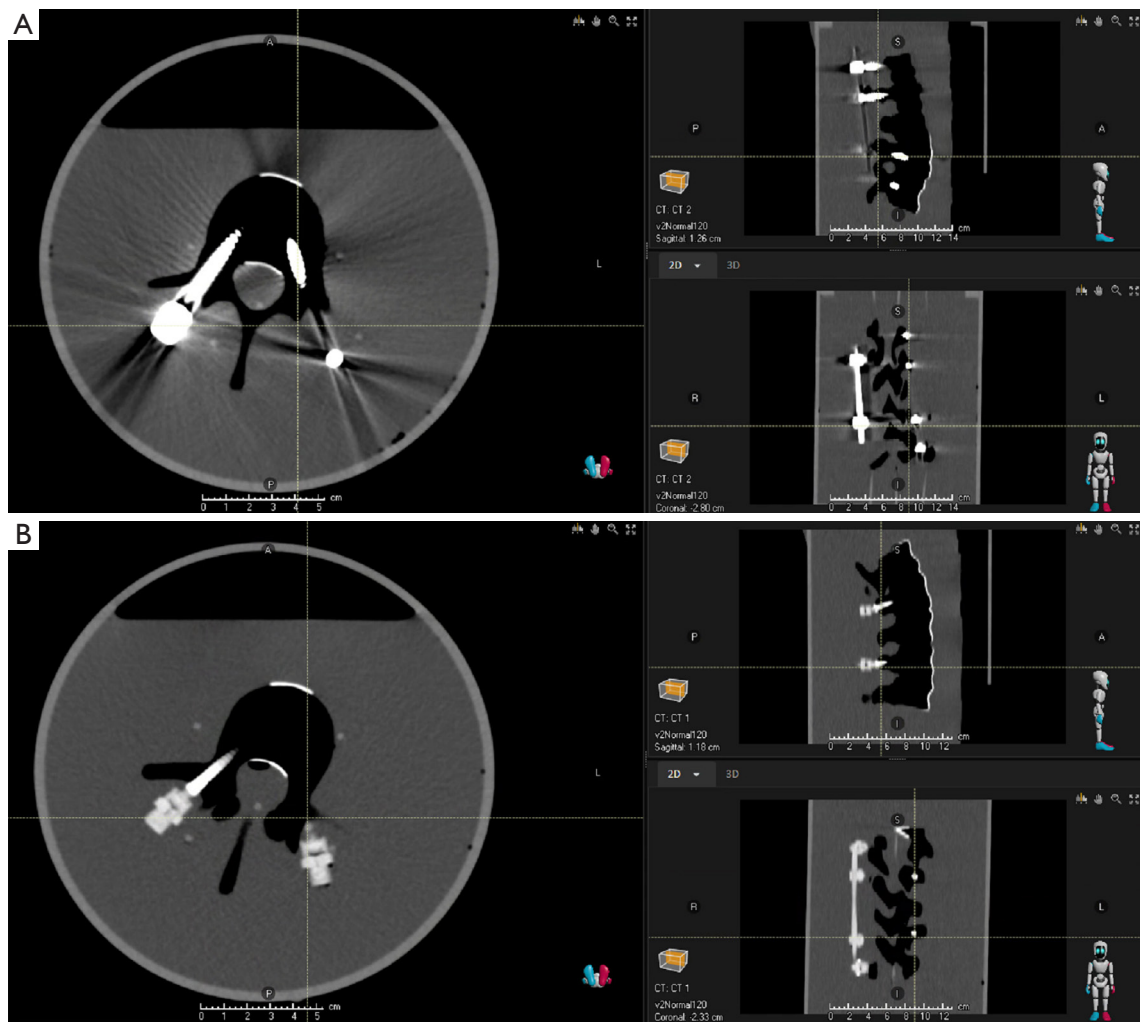 A
A
L
P
0 1 2 3 4 5 cm
S
P
A
I
CT: CT 2
v2Normal120
Sagittal: 1.26 cm
0 2 4 6 8 10 12 14 cm
2D 3D
S
R
L
I
CT: CT 2
v2Normal120
Coronal: -2.80 cm
0 2 4 6 8 10 12 cm
B
A
L
P
0 1 2 3 4 5 cm
S
P
A
I
CT: CT 1
v2Normal120
Sagittal: 1.18 cm
0 2 4 6 8 10 12 cm
2D 3D
S
R
L
I
CT: CT 1
v2Normal120
Coronal: -2.33 cm
0 2 4 6 8 10 12 cm